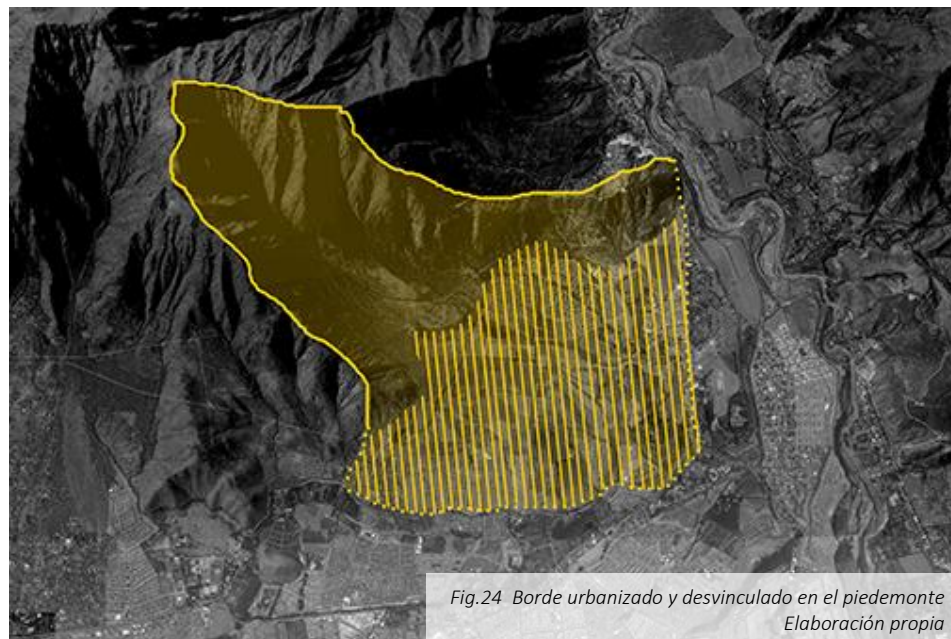 Fig.24 Borde urbanizado y desvinculado en el piedemonte
Elaboración propia